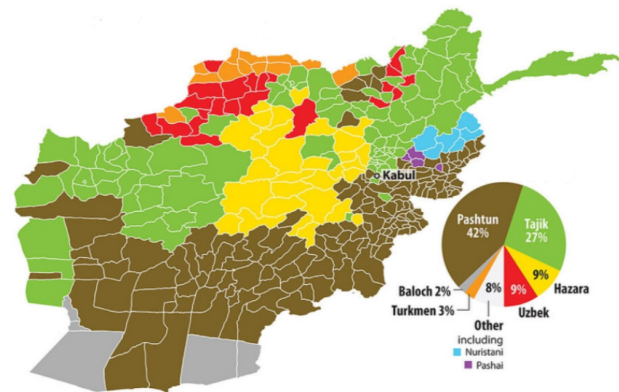 Kabul
Pashtun
42%
Tajik
27%
9%
Hazara
9%
Uzbek
8%
Other
including
Nuristani
Pashai
Baloch 2%
Turkmen 3%